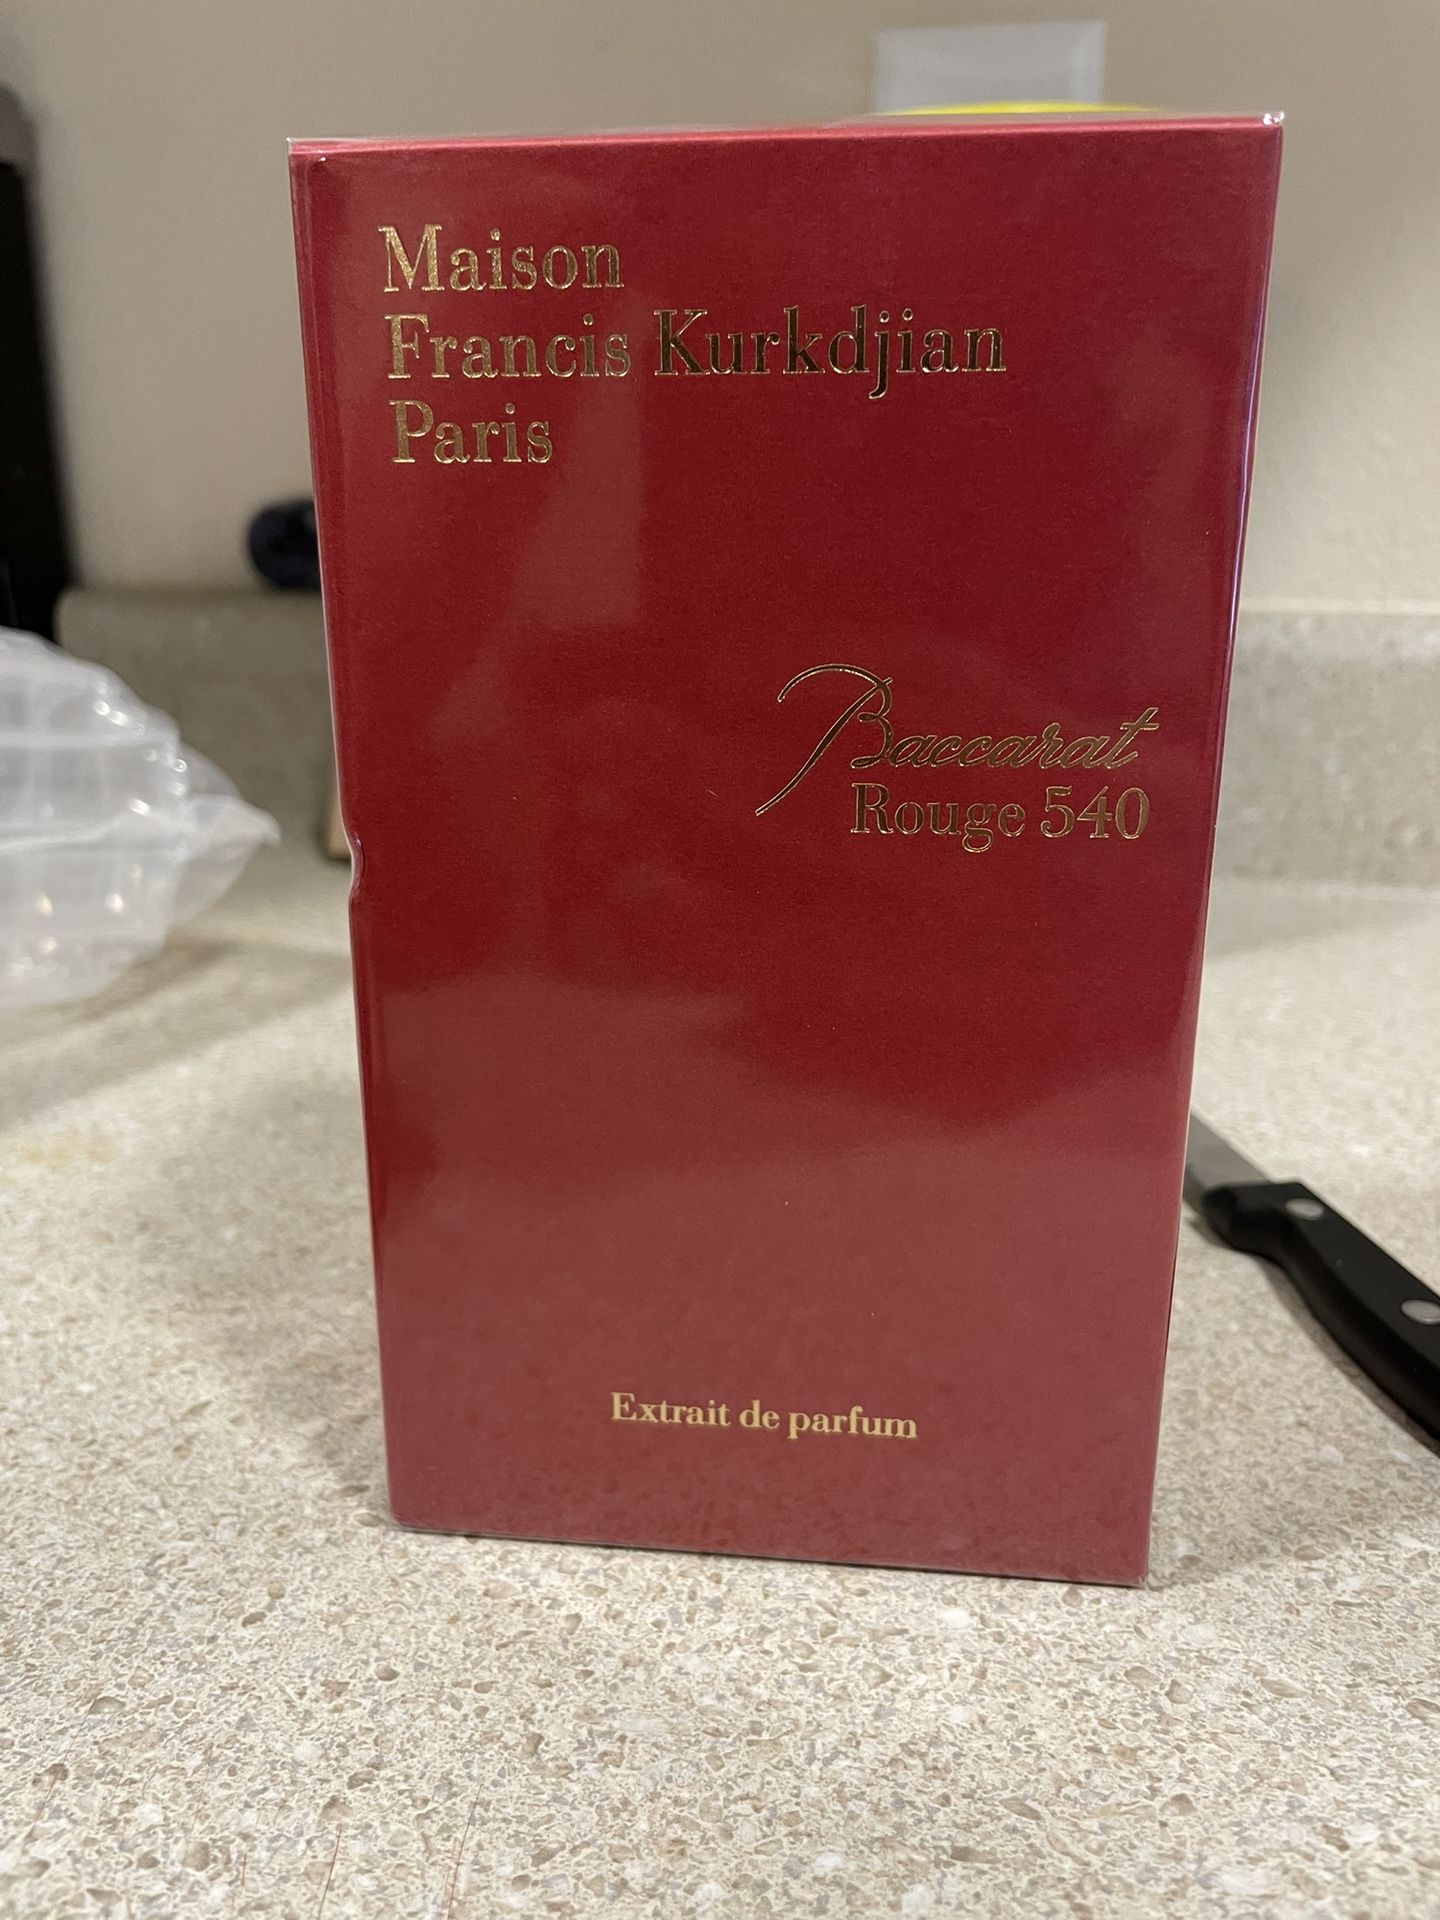 Maison
Francis Kurkdjian
Paris
Baccarat
Rouge 540
Extrait de parfum